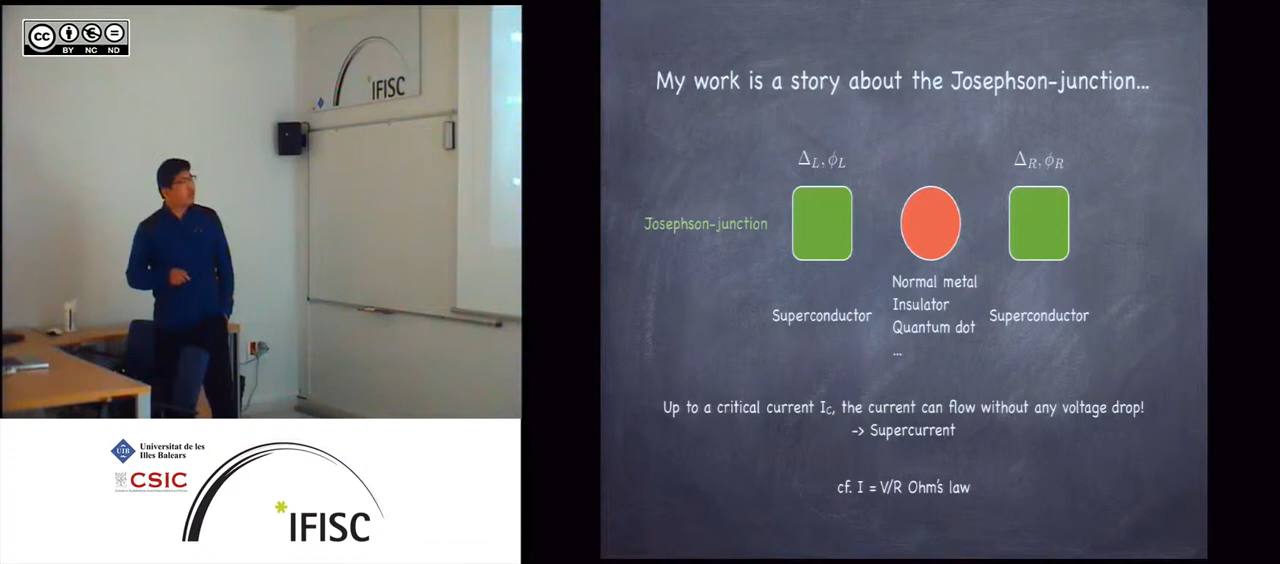 cc
BY NC ND
IFISC
Universitat de les
Illes Balears
UIB
CSIC
IFISC
My work is a story about the Josephson-junction...
Δ_L, ϕ_L
Δ_R, ϕ_R
Josephson-junction
Normal metal
Insulator
Quantum dot
...
Superconductor
Superconductor
Up to a critical current I_C, the current can flow without any voltage drop!
-> Supercurrent
cf. I = V/R Ohm's law